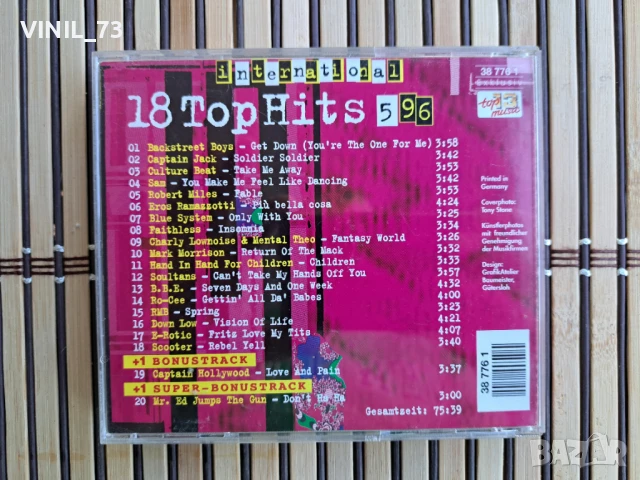 VINIL_73
international
18 TopHits 596
38 776 1
exklusiv
top 13 music
01 Backstreet Boys – Get Down (You're The One For Me) 3:58
02 Captain Jack – Soldier Soldier 3:42
03 Culture Beat – Take Me Away 3:53
04 Sam – You Make Me Feel Like Dancing 3:42
05 Robert Miles – Fable 3:53
06 Eros Ramazzotti – Più bella cosa 4:24
07 Blue System – Only With You 3:25
08 Faithless – Insomnia 3:34
09 Charly Lownoise & Mental Theo – Fantasy World 3:31
10 Mark Morrison – Return Of The Mack 3:32
11 Hand In Hand For Children – Children 3:33
12 Soultans – Can't Take My Hands Off You 3:57
13 B.B.E. – Seven Days And One Week 4:32
14 Ro-Cee – Gettin' All Da' Babes 4:00
15 RMB – Spring 3:23
16 Down Low – Vision Of Life 4:21
17 E-Rotic – Fritz Love My Tits 4:07
18 Scooter – Rebel Yell 3:40
+1 BONUSTRACK
19 Captain Hollywood – Love And Pain 3:37
+1 SUPER-BONUSTRACK
20 Mr. Ed Jumps The Gun – Don't Ha Ha 3:00
Gesamtzeit: 75:39
Printed in
Germany
Coverphoto:
Tony Stone
Künstlerphotos
mit freundlicher
Genehmigung
der Musikfirmen
Design:
GrafikAtelier
Baumeister,
Gütersloh
38 776 1
BAZAR
bg